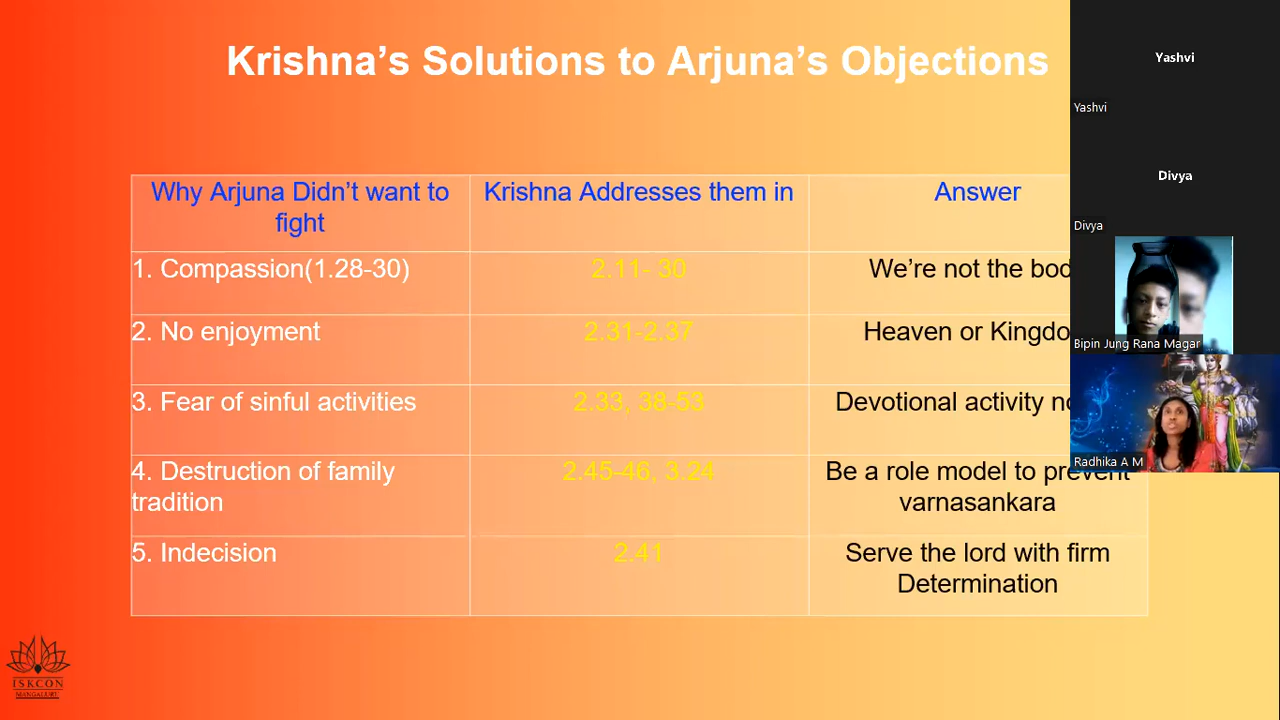 Krishna’s Solutions to Arjuna’s Objections
Why Arjuna Didn’t want to
fight
Krishna Addresses them in
Answer
1. Compassion(1.28-30)
2.11- 30
We’re not the bod
2. No enjoyment
2.31-2.37
Heaven or Kingdo
3. Fear of sinful activities
2.33, 38-53
Devotional activity no
4. Destruction of family
tradition
2.45-46, 3.24
Be a role model to prevent
varnasankara
5. Indecision
2.41
Serve the lord with firm
Determination
Yashvi
Yashvi
Divya
Divya
Bipin Jung Rana Magar
Radhika A M
ISKCON
MANGALURU